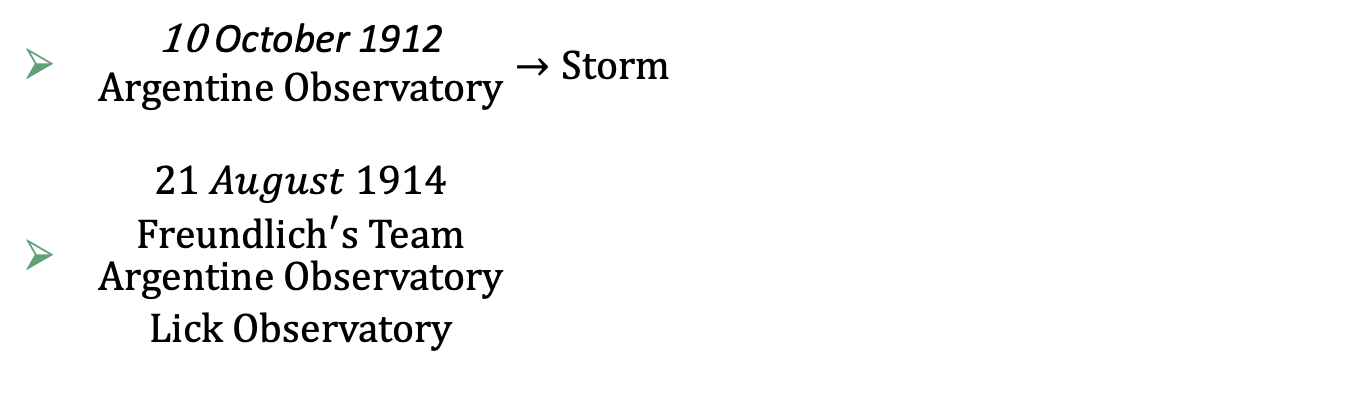 10 October 1912
Argentine Observatory → Storm
21 August 1914
Freundlich′s Team
Argentine Observatory
Lick Observatory